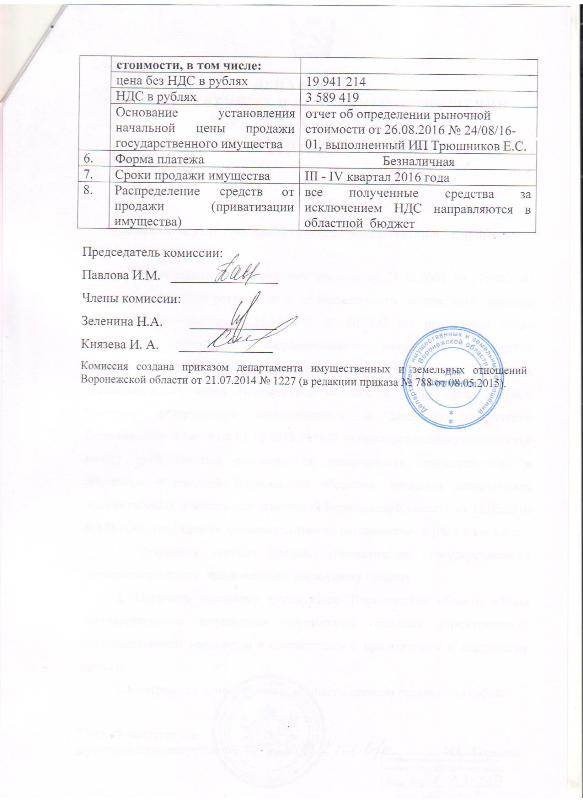 стоимости, в том числе:
цена без НДС в рублях 19 941 214
НДС в рублях 3 589 419
Основание установления начальной цены продажи государственного имущества
отчет об определении рыночной стоимости от 26.08.2016 № 24/08/16-01, выполненный ИП Трюшников Е.С.
6. Форма платежа Безналичная
7. Сроки продажи имущества III - IV квартал 2016 года
8. Распределение средств от продажи (приватизации имущества)
все полученные средства за исключением НДС направляются в областной бюджет
Председатель комиссии:
Павлова И.М.
Члены комиссии:
Зеленина Н.А.
Князева И. А.
Комиссия создана приказом департамента имущественных и земельных отношений
Воронежской области от 21.07.2014 № 1227 (в редакции приказа № 788 от 08.05.2015).